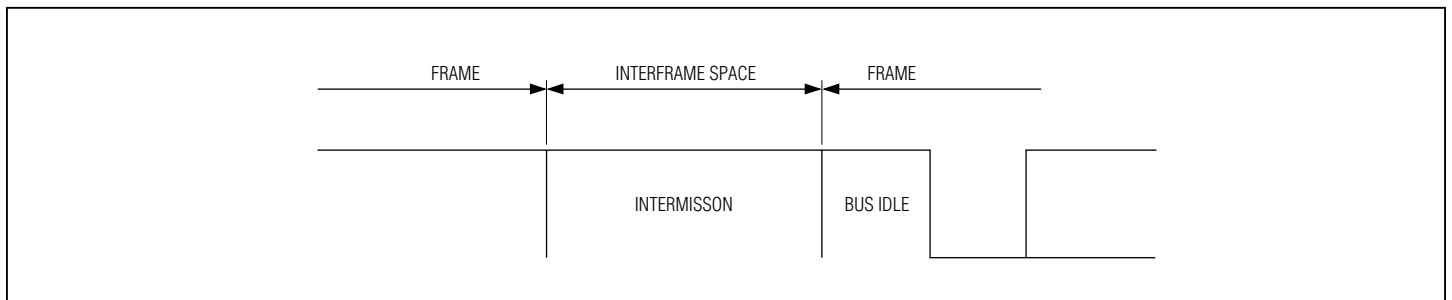 FRAME
INTERFRAME SPACE
FRAME
INTERMISSON
BUS IDLE